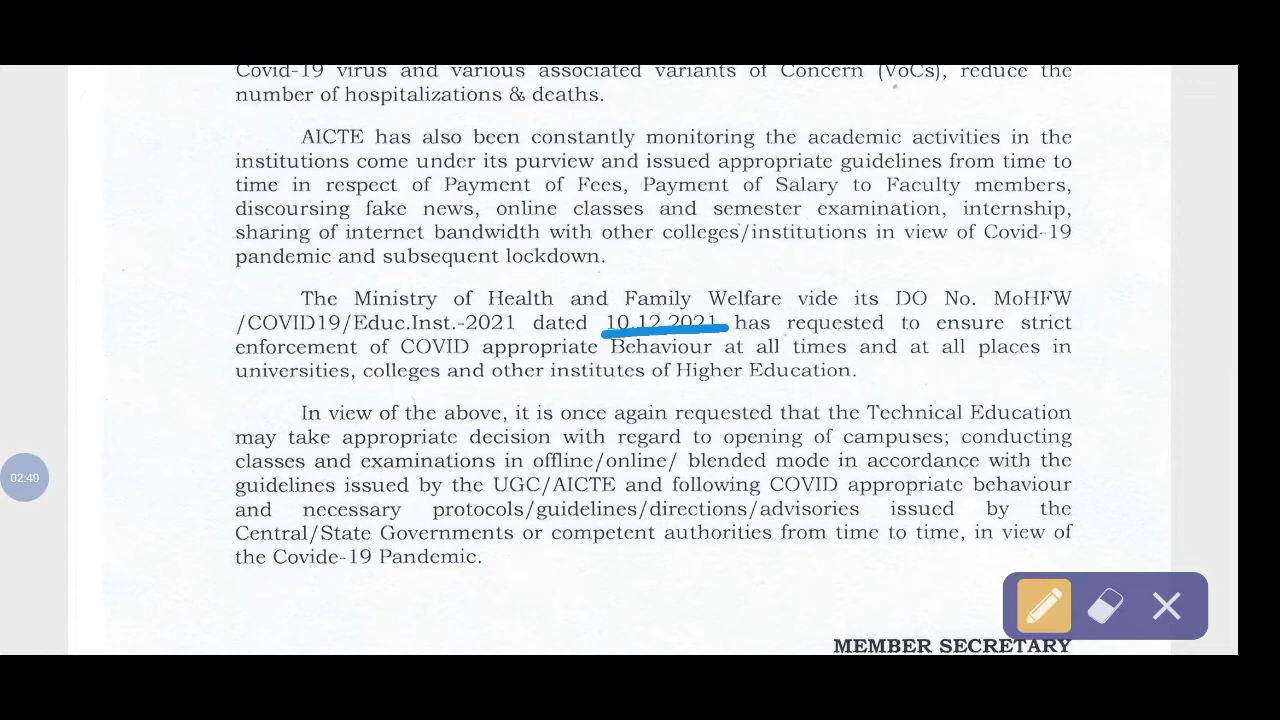 Covid-19 virus and various associated variants of Concern (VoCs), reduce the
number of hospitalizations & deaths.
AICTE has also been constantly monitoring the academic activities in the
institutions come under its purview and issued appropriate guidelines from time to
time in respect of Payment of Fees, Payment of Salary to Faculty members,
discoursing fake news, online classes and semester examination, internship,
sharing of internet bandwidth with other colleges/institutions in view of Covid-19
pandemic and subsequent lockdown.
The Ministry of Health and Family Welfare vide its DO No. MoHFW
/COVID19/Educ.Inst.-2021 dated 10.12.2021 has requested to ensure strict
enforcement of COVID appropriate Behaviour at all times and at all places in
universities, colleges and other institutes of Higher Education.
In view of the above, it is once again requested that the Technical Education
may take appropriate decision with regard to opening of campuses; conducting
classes and examinations in offline/online/ blended mode in accordance with the
guidelines issued by the UGC/AICTE and following COVID appropriate behaviour
and necessary protocols/guidelines/directions/advisories issued by the
Central/State Governments or competent authorities from time to time, in view of
the Covide-19 Pandemic.
02:40
MEMBER SECRETARY